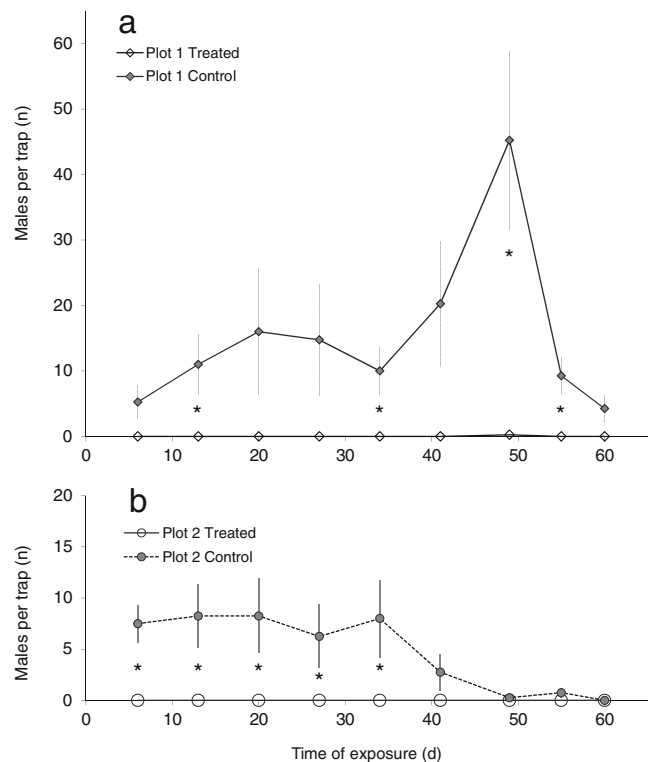 a
60
Plot 1 Treated
Plot 1 Control
50
40
30
20
10
0
Males per trap (n)
*
*
*
*
0 10 20 30 40 50 60
b
20
Plot 2 Treated
Plot 2 Control
15
10
5
0
Males per trap (n)
* * * * *
0 10 20 30 40 50 60
Time of exposure (d)